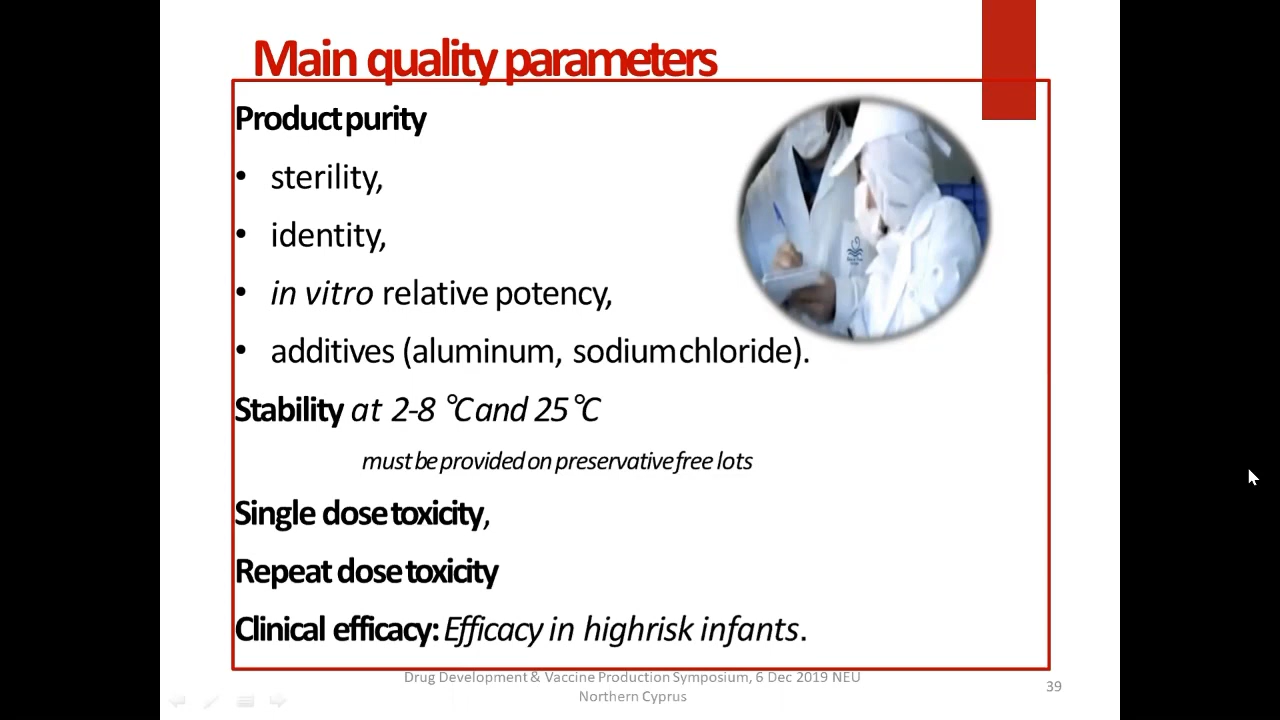 Main quality parameters
Product purity
• sterility,
• identity,
• in vitro relative potency,
• additives (aluminum, sodium chloride).
Stability at 2-8 °C and 25 °C
must be provided on preservative free lots
Single dose toxicity,
Repeat dose toxicity
Clinical efficacy: Efficacy in highrisk infants.
Drug Development & Vaccine Production Symposium, 6 Dec 2019 NEU
Northern Cyprus
39